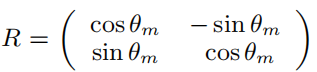 R = ( cos θ_m   − sin θ_m
      sin θ_m   cos θ_m )